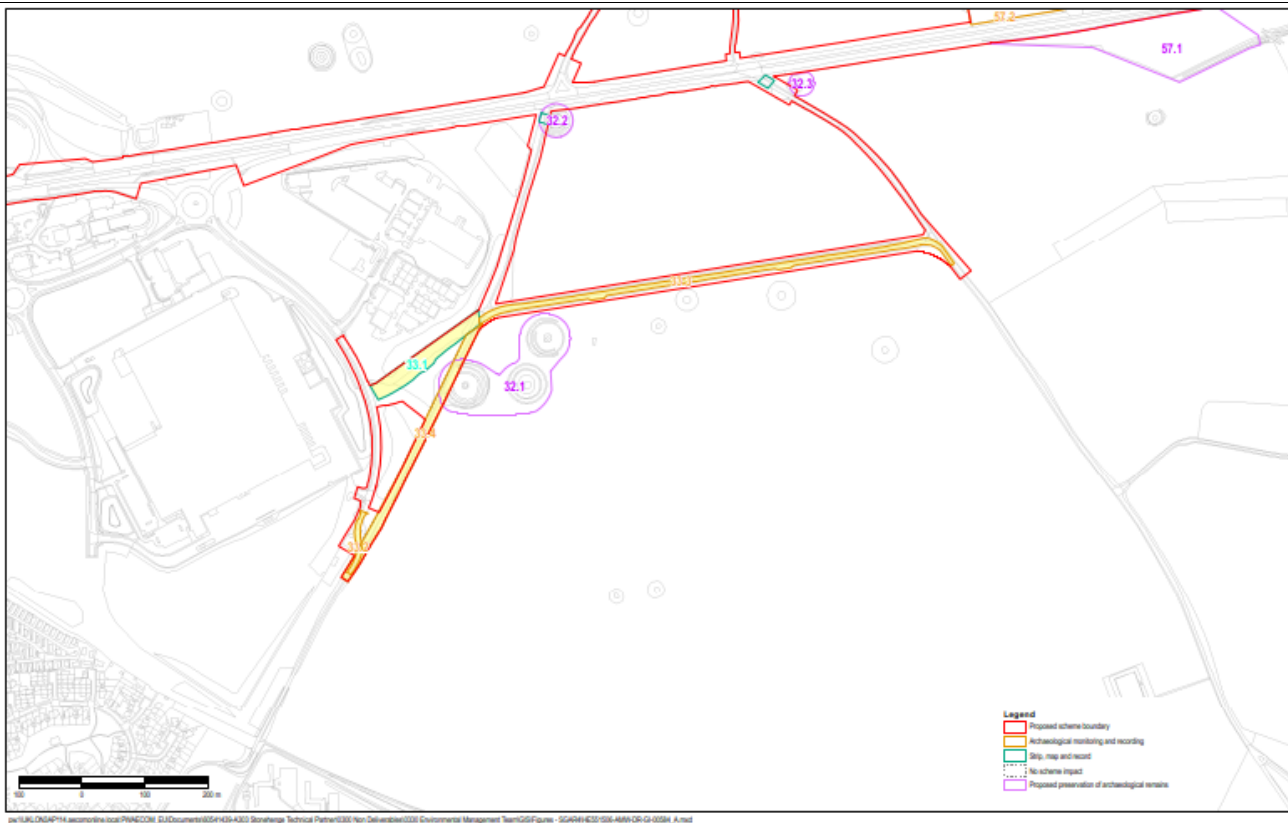 57.2
57.1
32.3
32.2
33.1
32.1
Legend
Proposed scheme boundary
Archaeological monitoring and recording
Strip, map and record
No scheme impact
Proposed preservation of archaeological remains
100 0 100 200 m